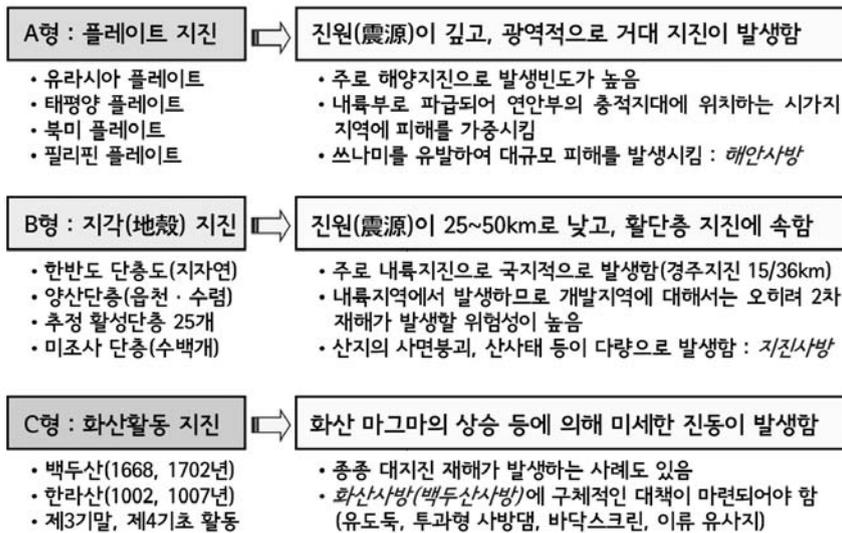 A형 : 플레이트 지진
진원(震源)이 깊고, 광역적으로 거대 지진이 발생함
• 유라시아 플레이트
• 태평양 플레이트
• 북미 플레이트
• 필리핀 플레이트
• 주로 해양지진으로 발생빈도가 높음
• 내륙부로 파급되어 연안부의 충적지대에 위치하는 시가지
지역에 피해를 가중시킴
• 쓰나미를 유발하여 대규모 피해를 발생시킴 : 해안사방
B형 : 지각(地殼) 지진
진원(震源)이 25~50km로 낮고, 활단층 지진에 속함
• 한반도 단층도(지자연)
• 양산단층(읍천 · 수렴)
• 추정 활성단층 25개
• 미조사 단층(수백개)
• 주로 내륙지진으로 국지적으로 발생함(경주지진 15/36km)
• 내륙지역에서 발생하므로 개발지역에 대해서는 오히려 2차
재해가 발생할 위험성이 높음
• 산지의 사면붕괴, 산사태 등이 다량으로 발생함 : 지진사방
C형 : 화산활동 지진
화산 마그마의 상승 등에 의해 미세한 진동이 발생함
• 백두산(1668, 1702년)
• 한라산(1002, 1007년)
• 제3기말, 제4기초 활동
• 종종 대지진 재해가 발생하는 사례도 있음
• 화산사방(백두산사방)에 구체적인 대책이 마련되어야 함
(유도둑, 투과형 사방댐, 바닥스크린, 이류 유사지)